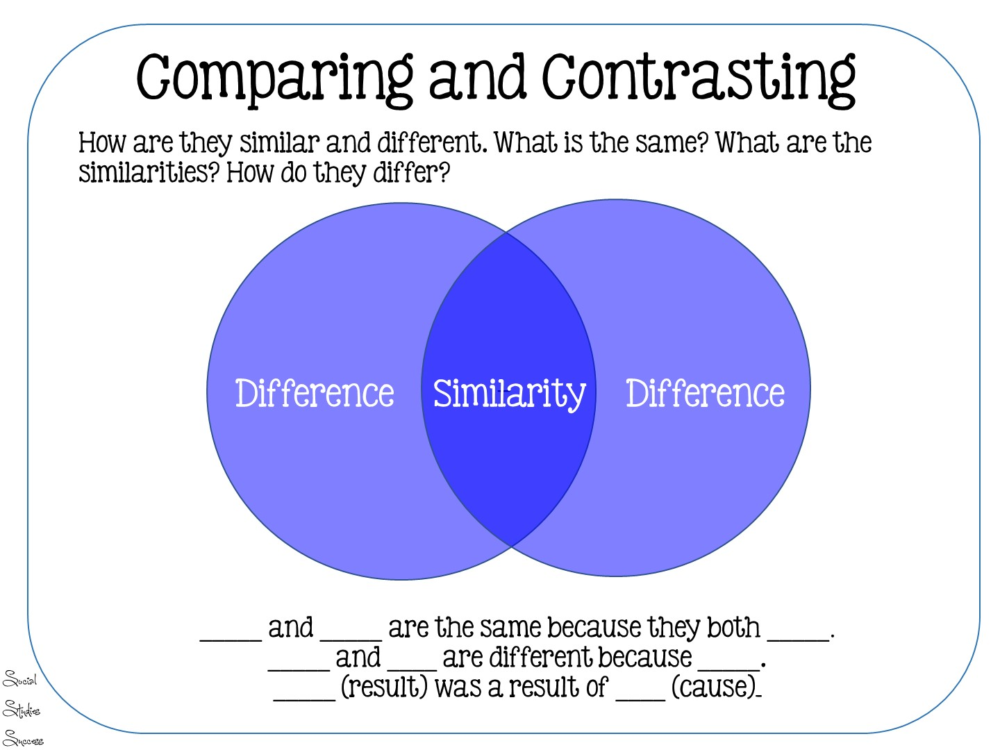 Comparing and Contrasting
How are they similar and different. What is the same? What are the
similarities? How do they differ?
Difference Similarity Difference
_____ and _____ are the same because they both _____.
_____ and ____ are different because _____.
_____ (result) was a result of ____ (cause)_
Social
Studies
Success